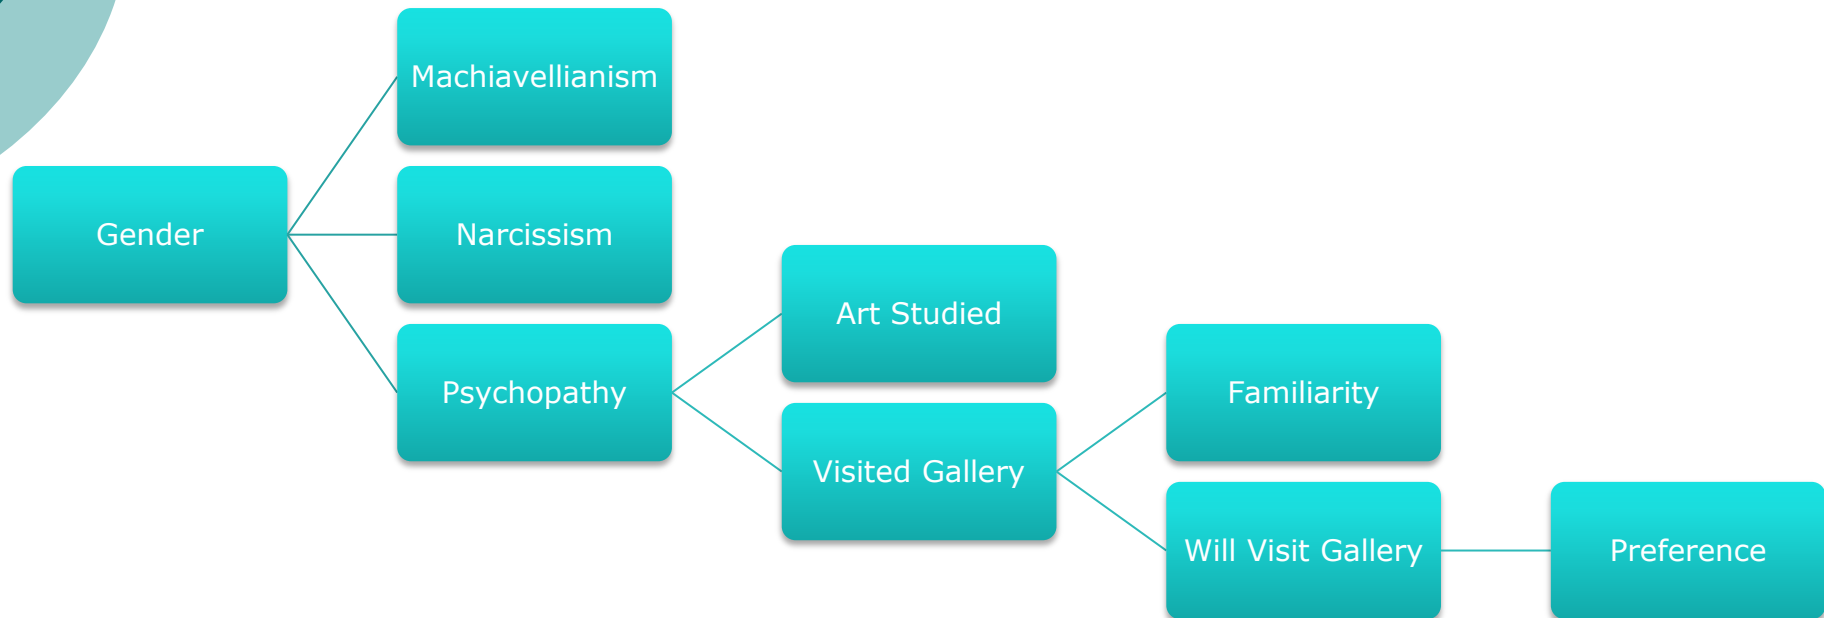 Machiavellianism
Gender
Narcissism
Art Studied
Psychopathy
Familiarity
Visited Gallery
Will Visit Gallery
Preference